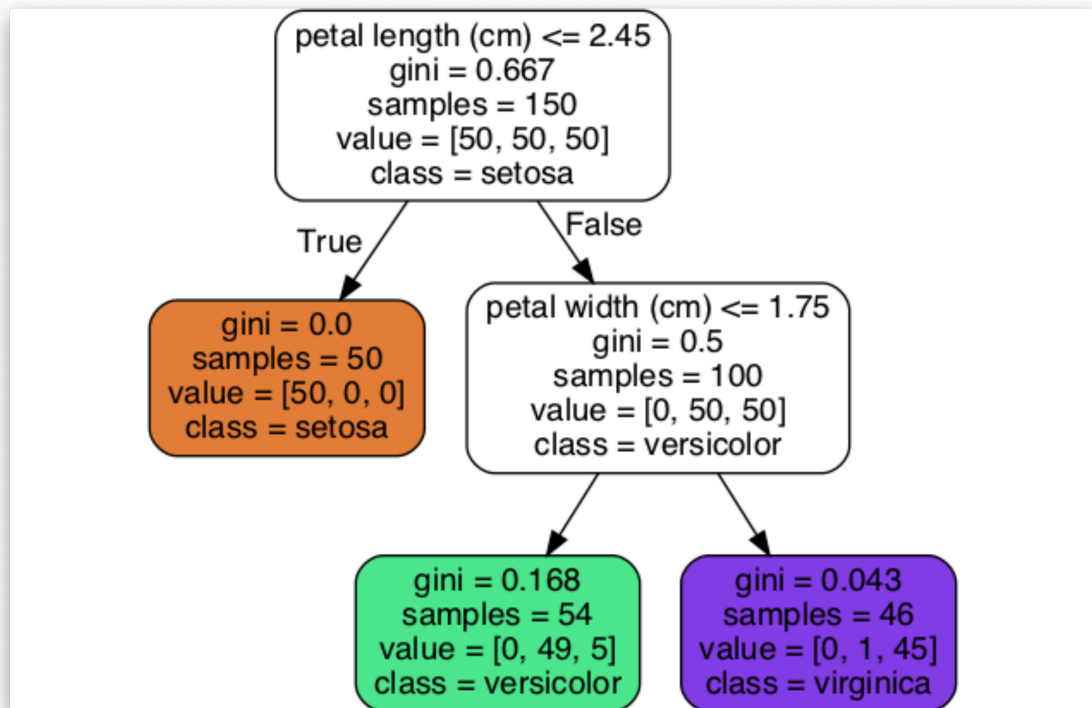 petal length (cm) <= 2.45
gini = 0.667
samples = 150
value = [50, 50, 50]
class = setosa
True
False
gini = 0.0
samples = 50
value = [50, 0, 0]
class = setosa
petal width (cm) <= 1.75
gini = 0.5
samples = 100
value = [0, 50, 50]
class = versicolor
gini = 0.168
samples = 54
value = [0, 49, 5]
class = versicolor
gini = 0.043
samples = 46
value = [0, 1, 45]
class = virginica